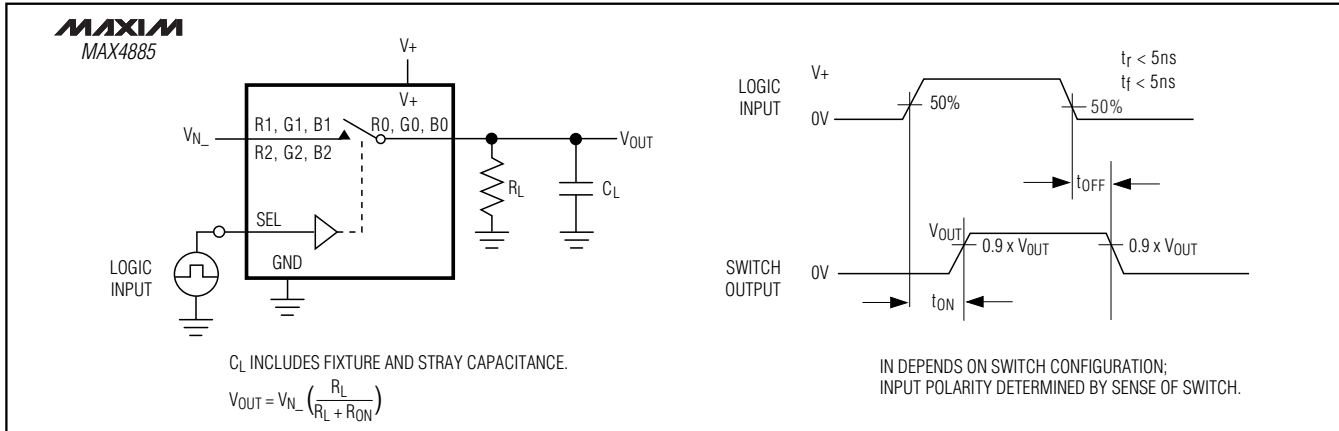 MAXIM
MAX4885
V+
V+
VN_
R1, G1, B1
R0, G0, B0
R2, G2, B2
VOUT
RL
CL
SEL
GND
LOGIC
INPUT
CL INCLUDES FIXTURE AND STRAY CAPACITANCE.
VOUT = VN_ (RL / RL + RON)
LOGIC
INPUT
V+
0V
50%
50%
tr < 5ns
tf < 5ns
tOFF
SWITCH
OUTPUT
0V
VOUT
0.9 x VOUT
0.9 x VOUT
tON
IN DEPENDS ON SWITCH CONFIGURATION;
INPUT POLARITY DETERMINED BY SENSE OF SWITCH.